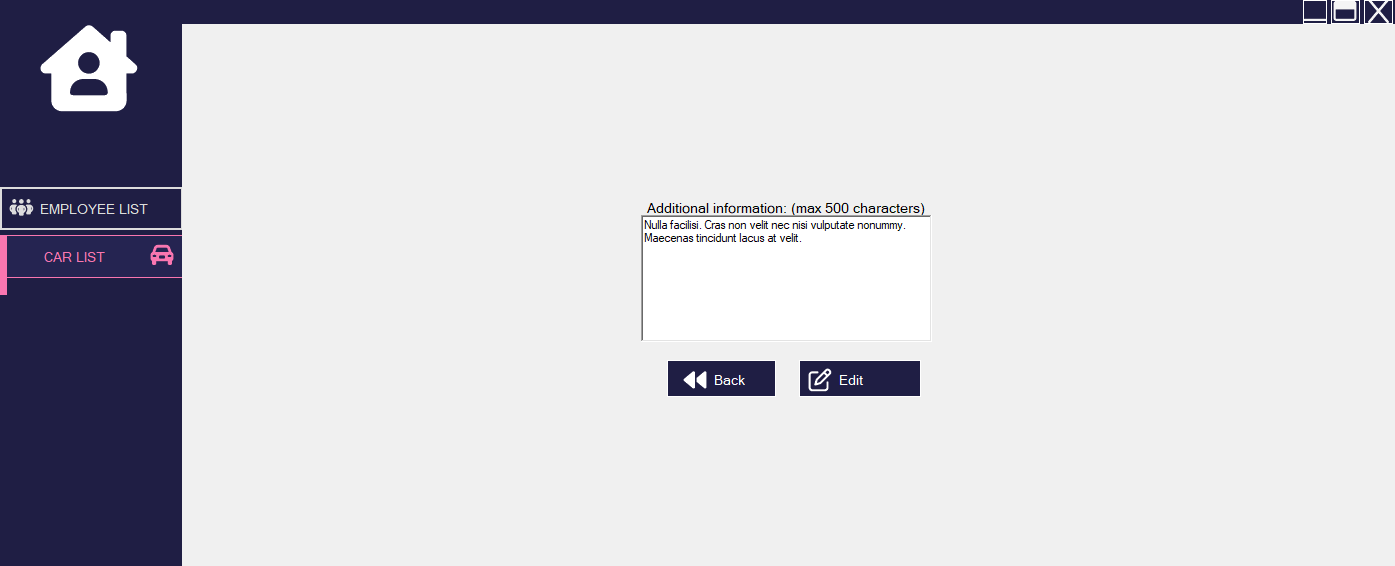 EMPLOYEE LIST
CAR LIST
Additional information: (max 500 characters)
Nulla facilisi. Cras non velit nec nisi vulputate nonummy.
Maecenas tincidunt lacus at velit.
Back
Edit